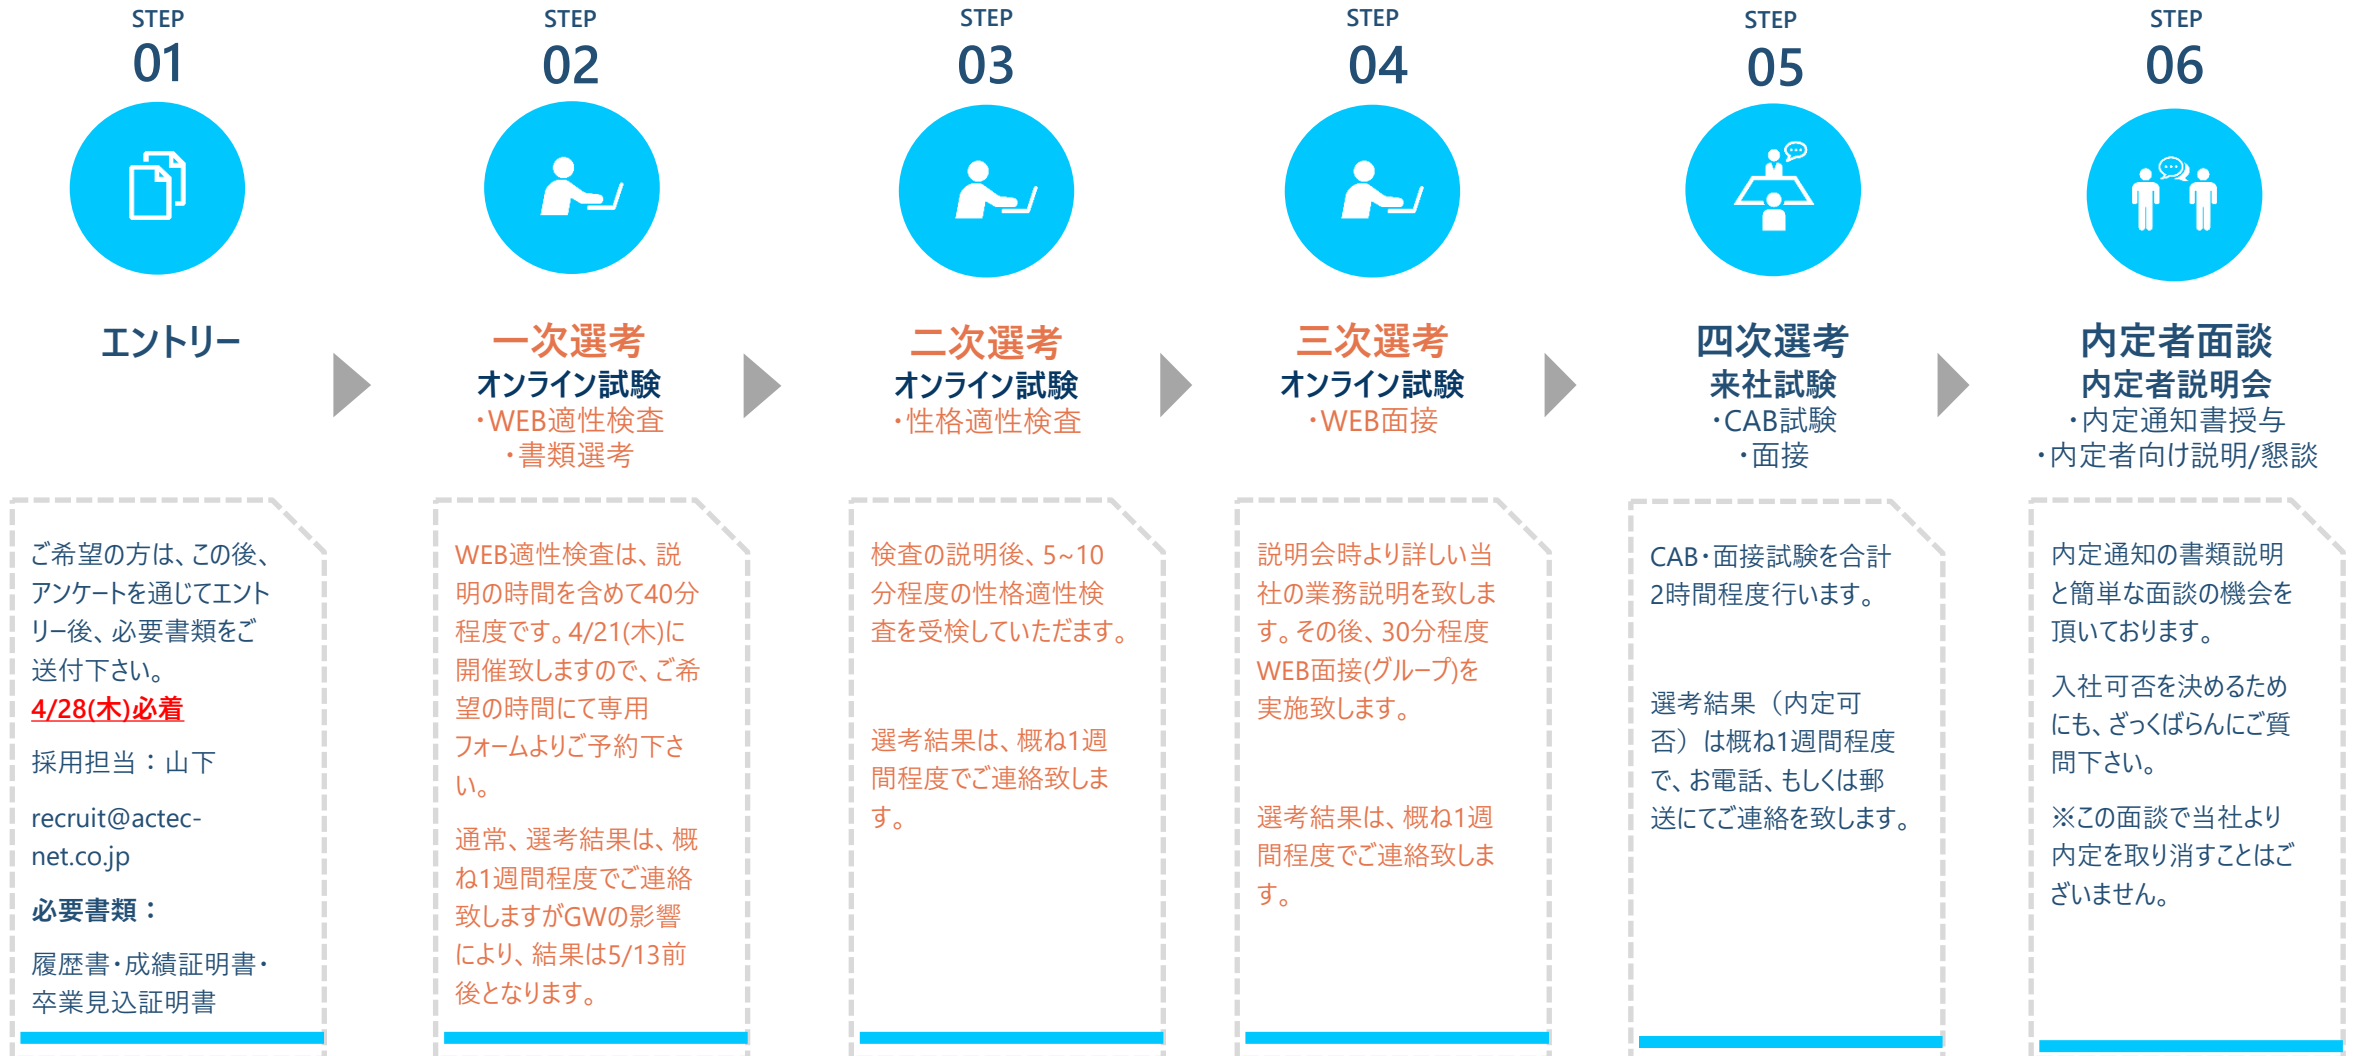 STEP
01
エントリー
ご希望の方は、この後、
アンケートを通じてエント
リー後、必要書類をご
送付下さい。
4/28(木)必着
採用担当：山下
recruit@actec-
net.co.jp
必要書類：
履歴書・成績証明書・
卒業見込証明書
STEP
02
一次選考
オンライン試験
・WEB適性検査
・書類選考
WEB適性検査は、説
明の時間を含めて40分
程度です。4/21(木)に
開催致しますので、ご希
望の時間にて専用
フォームよりご予約下さ
い。
通常、選考結果は、概
ね1週間程度でご連絡
致しますがGWの影響
により、結果は5/13前
後となります。
STEP
03
二次選考
オンライン試験
・性格適性検査
検査の説明後、5~10
分程度の性格適性検
査を受検していただます。
選考結果は、概ね1週
間程度でご連絡致しま
す。
STEP
04
三次選考
オンライン試験
・WEB面接
説明会時より詳しい当
社の業務説明を致しま
す。その後、30分程度
WEB面接(グループ)を
実施致します。
選考結果は、概ね1週
間程度でご連絡致しま
す。
STEP
05
四次選考
来社試験
・CAB試験
・面接
CAB・面接試験を合計
2時間程度行います。
選考結果（内定可
否）は概ね1週間程度
で、お電話、もしくは郵
送にてご連絡を致します。
STEP
06
内定者面談
内定者説明会
・内定通知書授与
・内定者向け説明/懇談
内定通知の書類説明
と簡単な面談の機会を
頂いております。
入社可否を決めるため
にも、ざっくばらんにご質
問下さい。
※この面談で当社より
内定を取り消すことはご
ざいません。